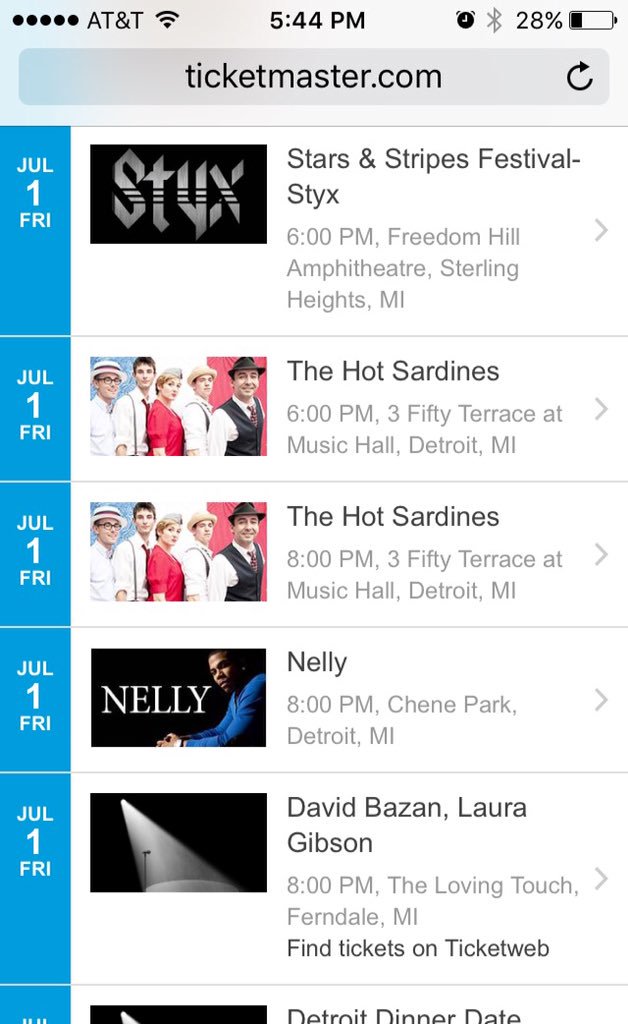 AT&T 5:44 PM 28%
ticketmaster.com
JUL
1
FRI
Styx
Stars & Stripes Festival-
Styx
6:00 PM, Freedom Hill
Amphitheatre, Sterling
Heights, MI
JUL
1
FRI
The Hot Sardines
6:00 PM, 3 Fifty Terrace at
Music Hall, Detroit, MI
JUL
1
FRI
The Hot Sardines
8:00 PM, 3 Fifty Terrace at
Music Hall, Detroit, MI
JUL
1
FRI
NELLY
Nelly
8:00 PM, Chene Park,
Detroit, MI
JUL
1
FRI
David Bazan, Laura
Gibson
8:00 PM, The Loving Touch,
Ferndale, MI
Find tickets on Ticketweb
JUL
Detroit Dinner Date